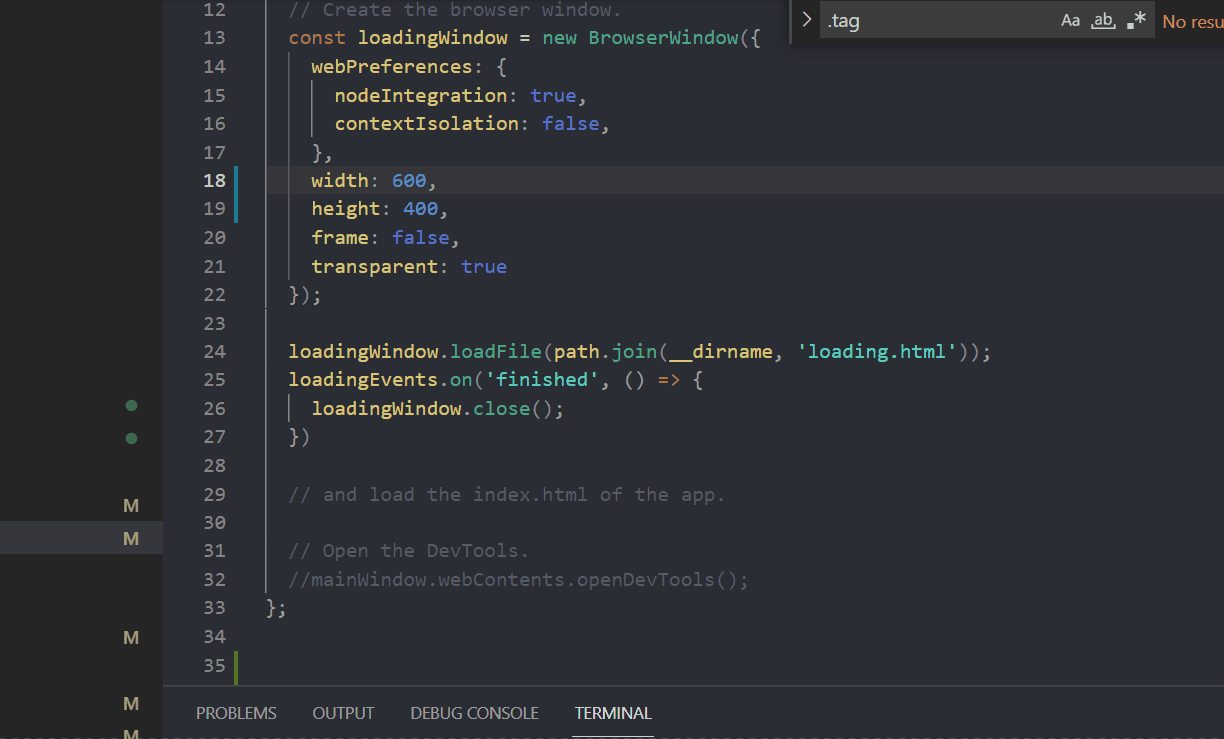 12 // Create the browser window.
.tag Aa ab .* No resu
13 const loadingWindow = new BrowserWindow({
14 webPreferences: {
15 nodeIntegration: true,
16 contextIsolation: false,
17 },
18 width: 600,
19 height: 400,
20 frame: false,
21 transparent: true
22 });
23
24 loadingWindow.loadFile(path.join(__dirname, 'loading.html'));
25 loadingEvents.on('finished', () => {
26 loadingWindow.close();
27 })
28
29 // and load the index.html of the app.
M
30
M
31 // Open the DevTools.
32 //mainWindow.webContents.openDevTools();
33 };
34
M
35
M
PROBLEMS OUTPUT DEBUG CONSOLE TERMINAL
M